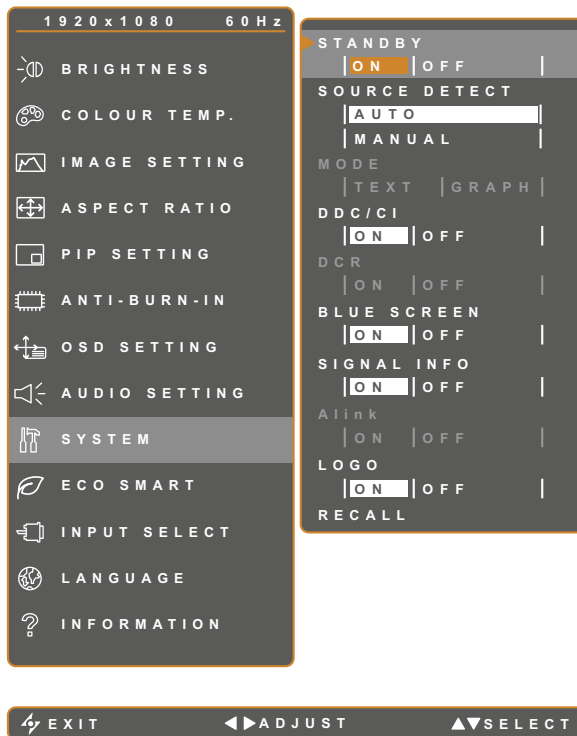 1920x1080 60Hz
BRIGHTNESS
COLOUR TEMP.
IMAGE SETTING
ASPECT RATIO
PIP SETTING
ANTI-BURN-IN
OSD SETTING
AUDIO SETTING
SYSTEM
ECO SMART
INPUT SELECT
LANGUAGE
INFORMATION
STANDBY
ON OFF
SOURCE DETECT
AUTO
MANUAL
MODE
TEXT GRAPH
DDC/CI
ON OFF
DCR
ON OFF
BLUE SCREEN
ON OFF
SIGNAL INFO
ON OFF
Alink
ON OFF
LOGO
ON OFF
RECALL
EXIT ADJUST SELECT